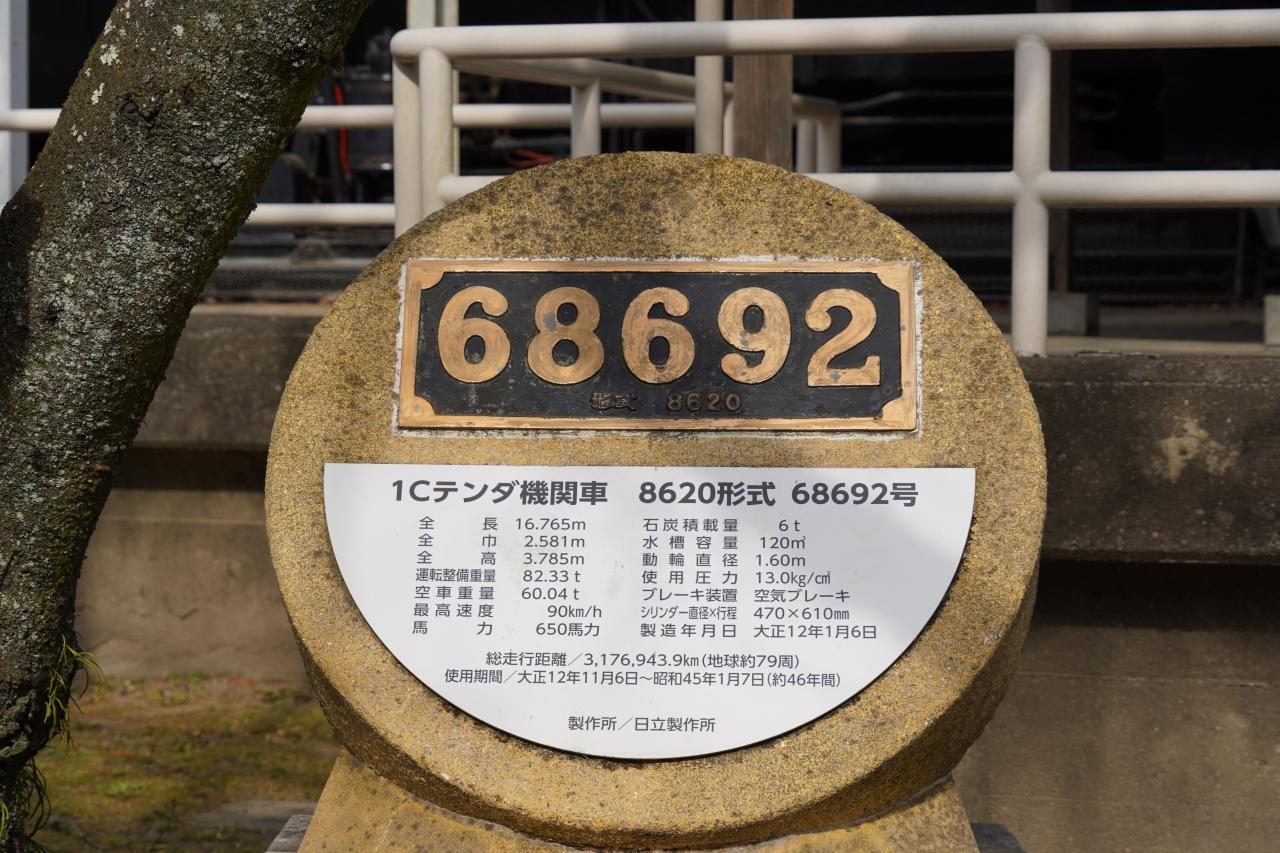 68692
形式 8620
1Cテンダ機関車 8620形式 68692号
全長 16.765m
全巾 2.581m
全高 3.785m
運転整備重量 82.33t
空車重量 60.04t
最高速度 90km/h
馬力 650馬力
石炭積載量 6t
水槽容量 120㎥
動輪直径 1.60m
使用圧力 13.0kg/c㎡
ブレーキ装置 空気ブレーキ
シリンダー直径×行程 470×610㎜
製造年月日 大正12年1月6日
総走行距離/3,176,943.9㎞(地球約79周)
使用期間/大正12年11月6日〜昭和45年1月7日(約46年間)
製作所/日立製作所